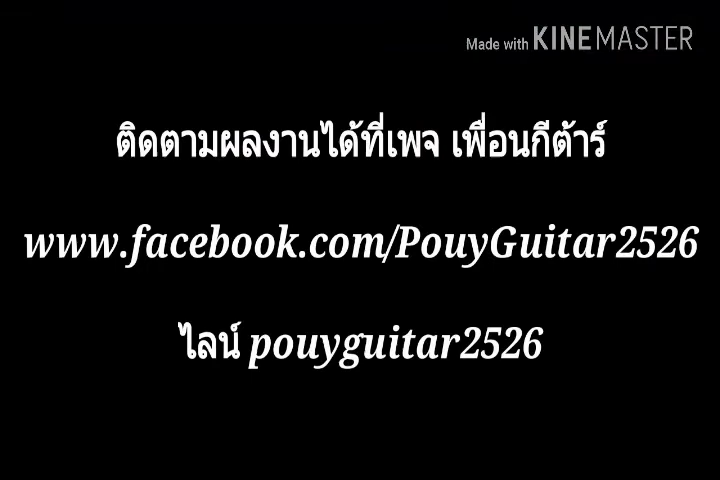 Made with KINEMASTER
ติดตามผลงานได้ที่เพจ เพื่อนกีต้าร์
www.facebook.com/PouyGuitar2526
ไลน์ pouyguitar2526